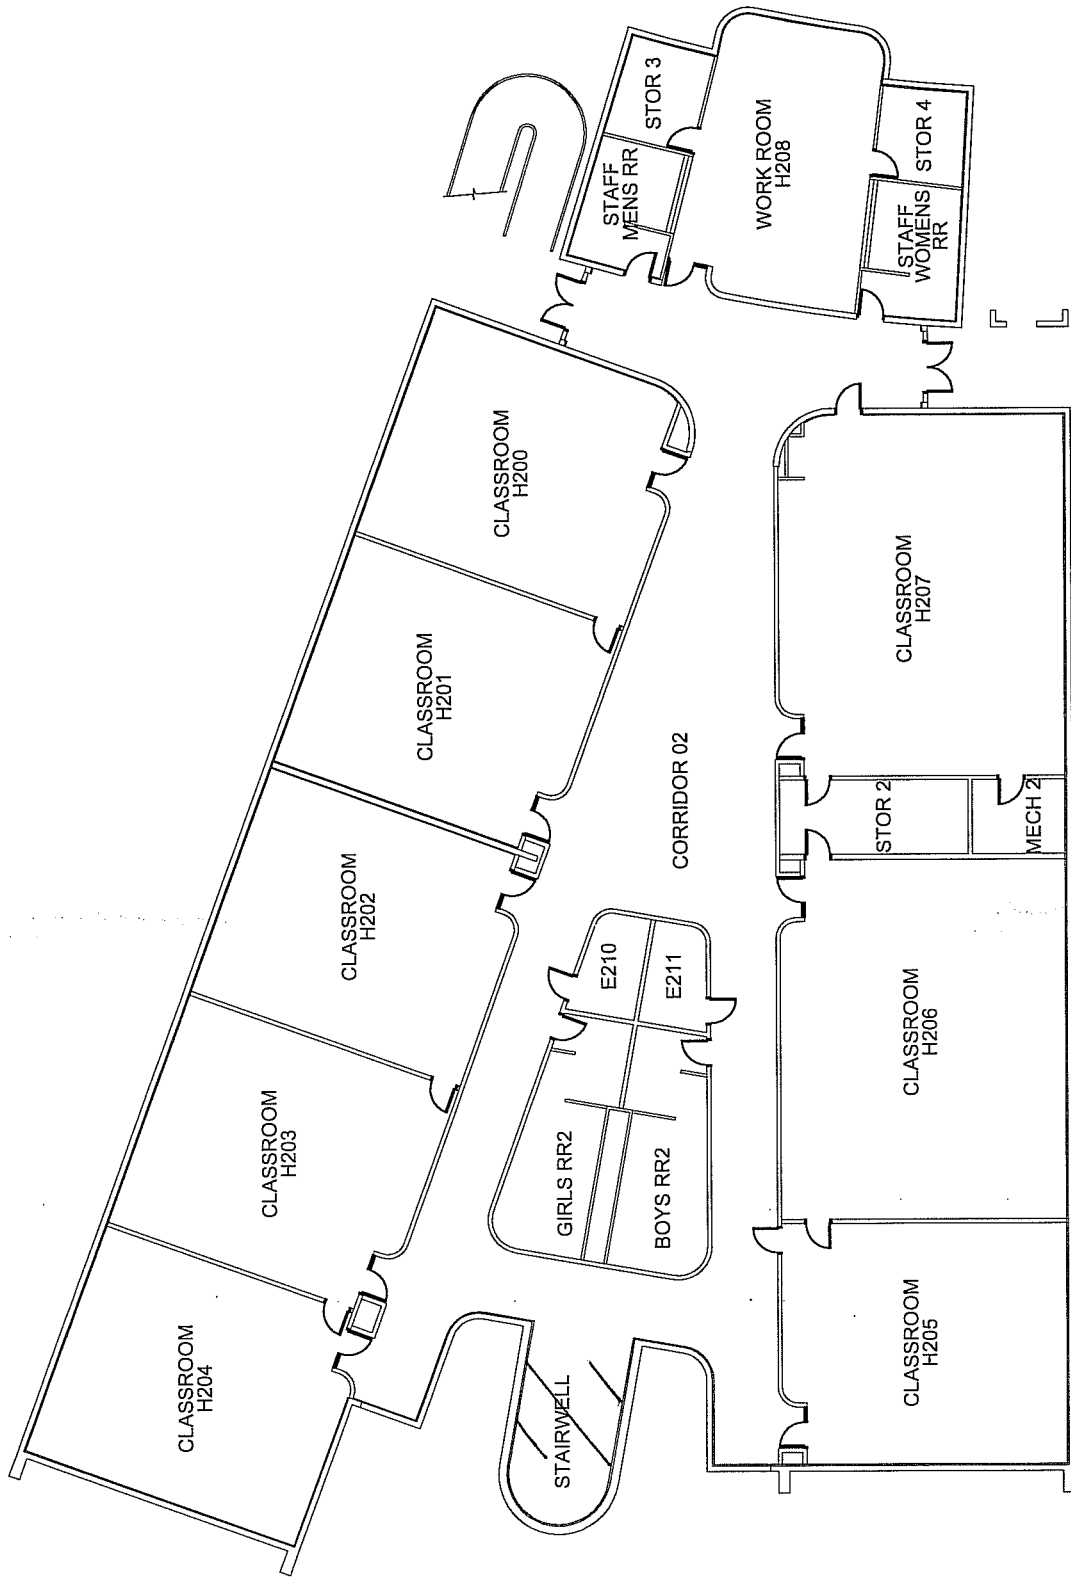 STOR 3
STAFF
MENS RR
WORK ROOM
H208
STOR 4
STAFF
WOMENS
RR
CLASSROOM
H200
CLASSROOM
H201
CLASSROOM
H202
CLASSROOM
H203
CLASSROOM
H204
CORRIDOR 02
E210
E211
GIRLS RR2
BOYS RR2
STAIRWELL
CLASSROOM
H207
STOR 2
MECH 2
CLASSROOM
H206
CLASSROOM
H205